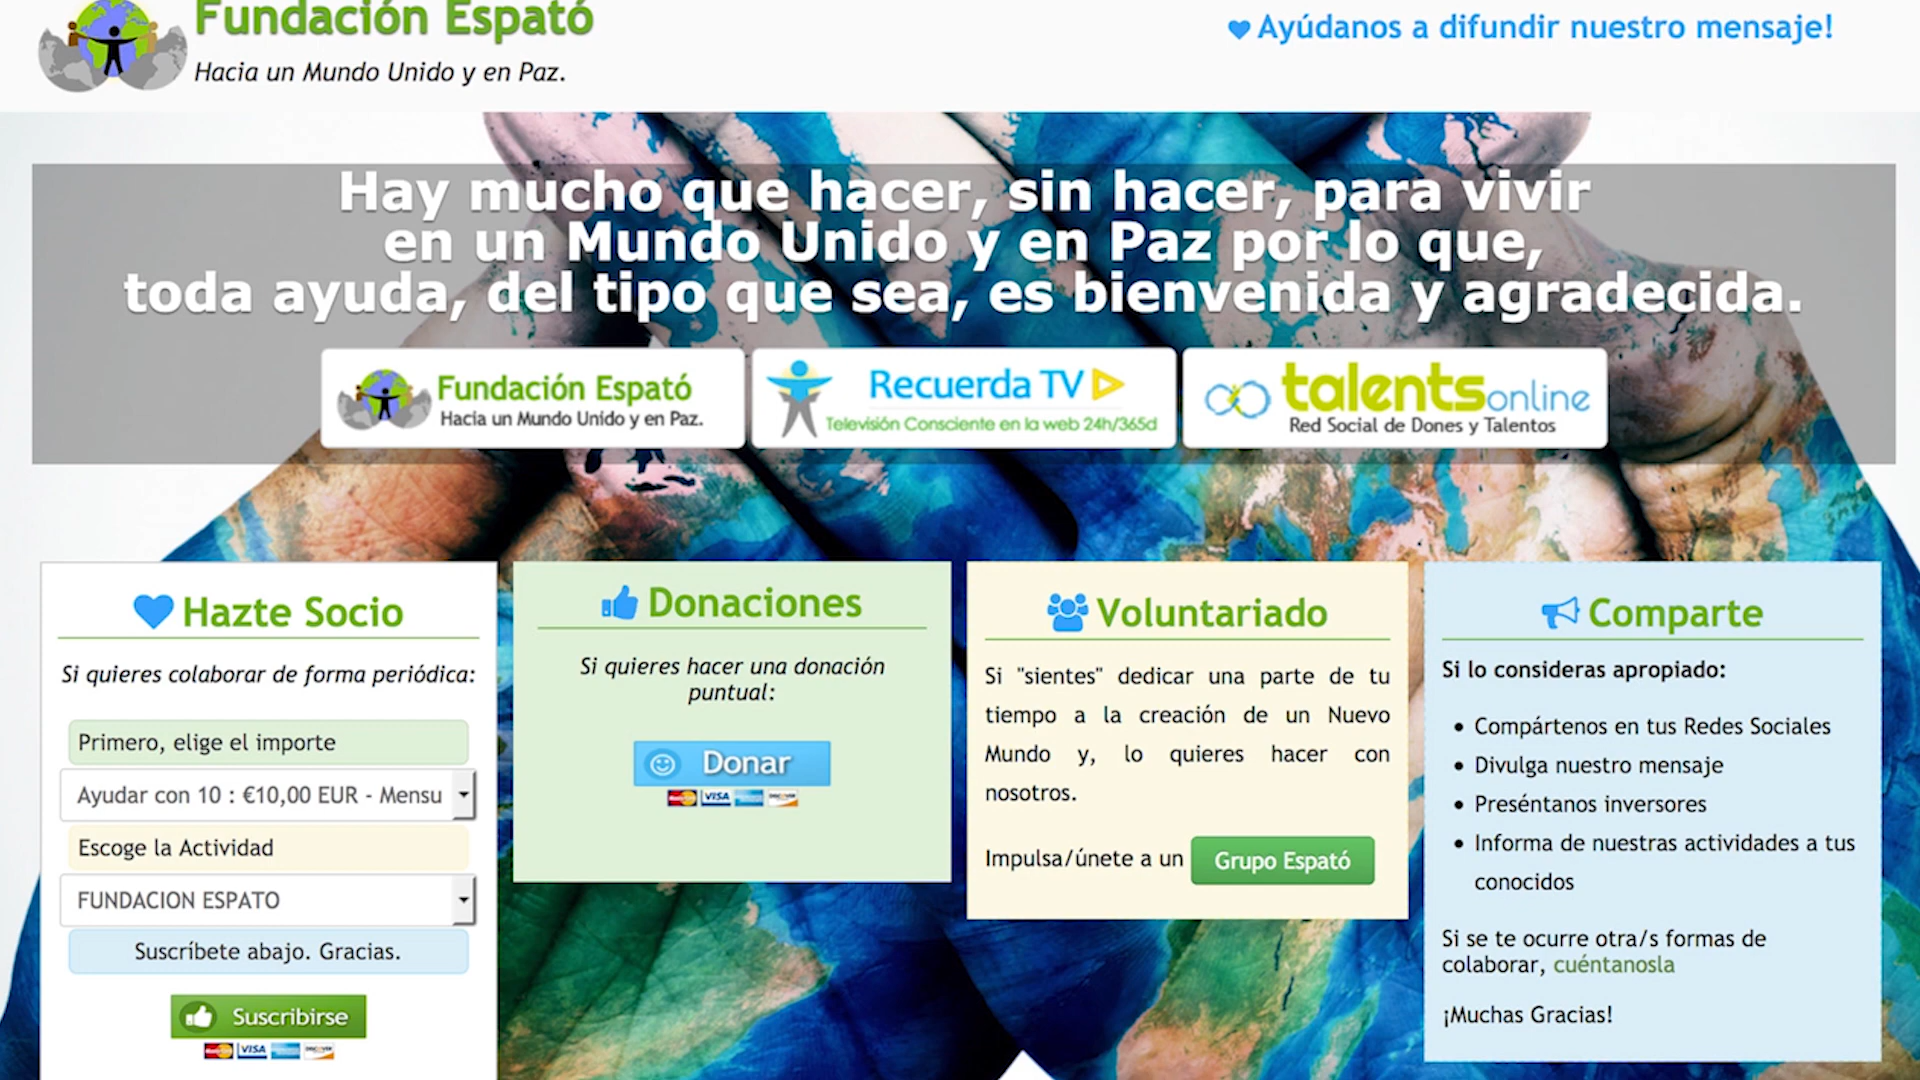 Fundación Espató
Hacia un Mundo Unido y en Paz.
Ayúdanos a difundir nuestro mensaje!
Hay mucho que hacer, sin hacer, para vivir
en un Mundo Unido y en Paz por lo que,
toda ayuda, del tipo que sea, es bienvenida y agradecida.
Fundación Espató
Hacia un Mundo Unido y en Paz.
Recuerda TV
Televisión Consciente en la web 24h/365d
talentsonline
Red Social de Dones y Talentos
Hazte Socio
Si quieres colaborar de forma periódica:
Primero, elige el importe
Ayudar con 10 : €10,00 EUR - Mensu
Escoge la Actividad
FUNDACION ESPATO
Suscríbete abajo. Gracias.
Suscribirse
VISA
Donaciones
Si quieres hacer una donación
puntual:
Donar
VISA
Voluntariado
Si "sientes" dedicar una parte de tu
tiempo a la creación de un Nuevo
Mundo y, lo quieres hacer con
nosotros.
Impulsa/únete a un Grupo Espató
Comparte
Si lo consideras apropiado:
• Compártenos en tus Redes Sociales
• Divulga nuestro mensaje
• Preséntanos inversores
• Informa de nuestras actividades a tus
conocidos
Si se te ocurre otra/s formas de
colaborar, cuéntanosla
¡Muchas Gracias!